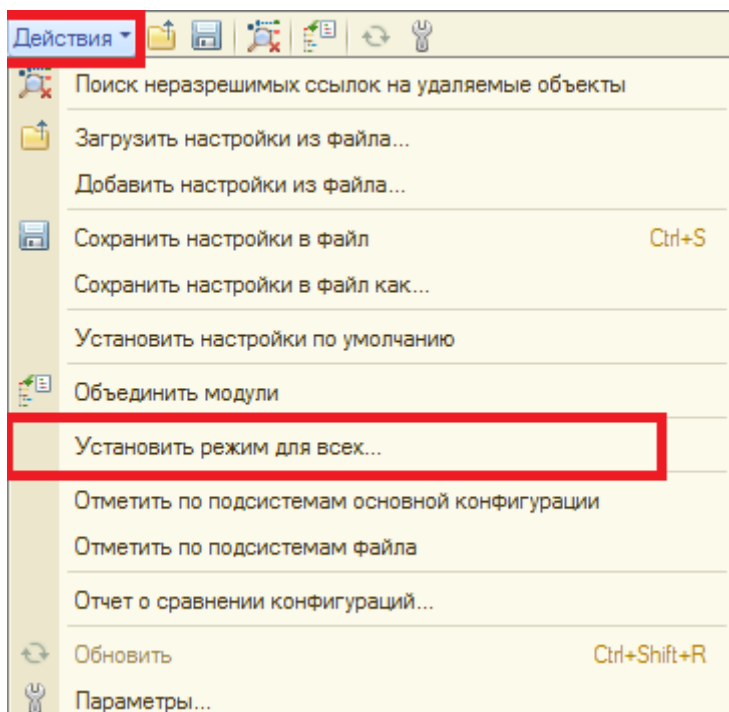 Действия
Поиск неразрешимых ссылок на удаляемые объекты
Загрузить настройки из файла...
Добавить настройки из файла...
Сохранить настройки в файл Ctrl+S
Сохранить настройки в файл как...
Установить настройки по умолчанию
Объединить модули
Установить режим для всех...
Отметить по подсистемам основной конфигурации
Отметить по подсистемам файла
Отчет о сравнении конфигураций...
Обновить Ctrl+Shift+R
Параметры...